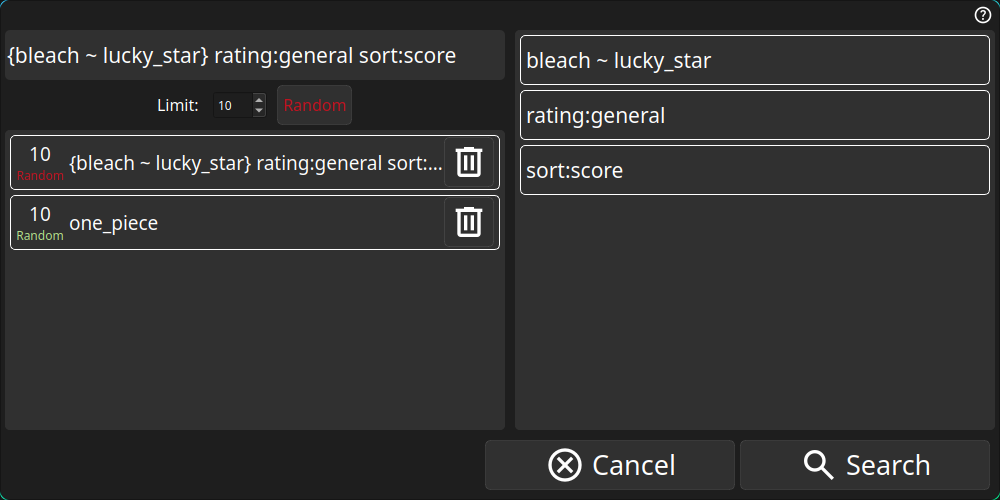 {bleach ~ lucky_star} rating:general sort:score
Limit: 10 Random
10
Random
{bleach ~ lucky_star} rating:general sort:...
10
Random
one_piece
bleach ~ lucky_star
rating:general
sort:score
Cancel
Search